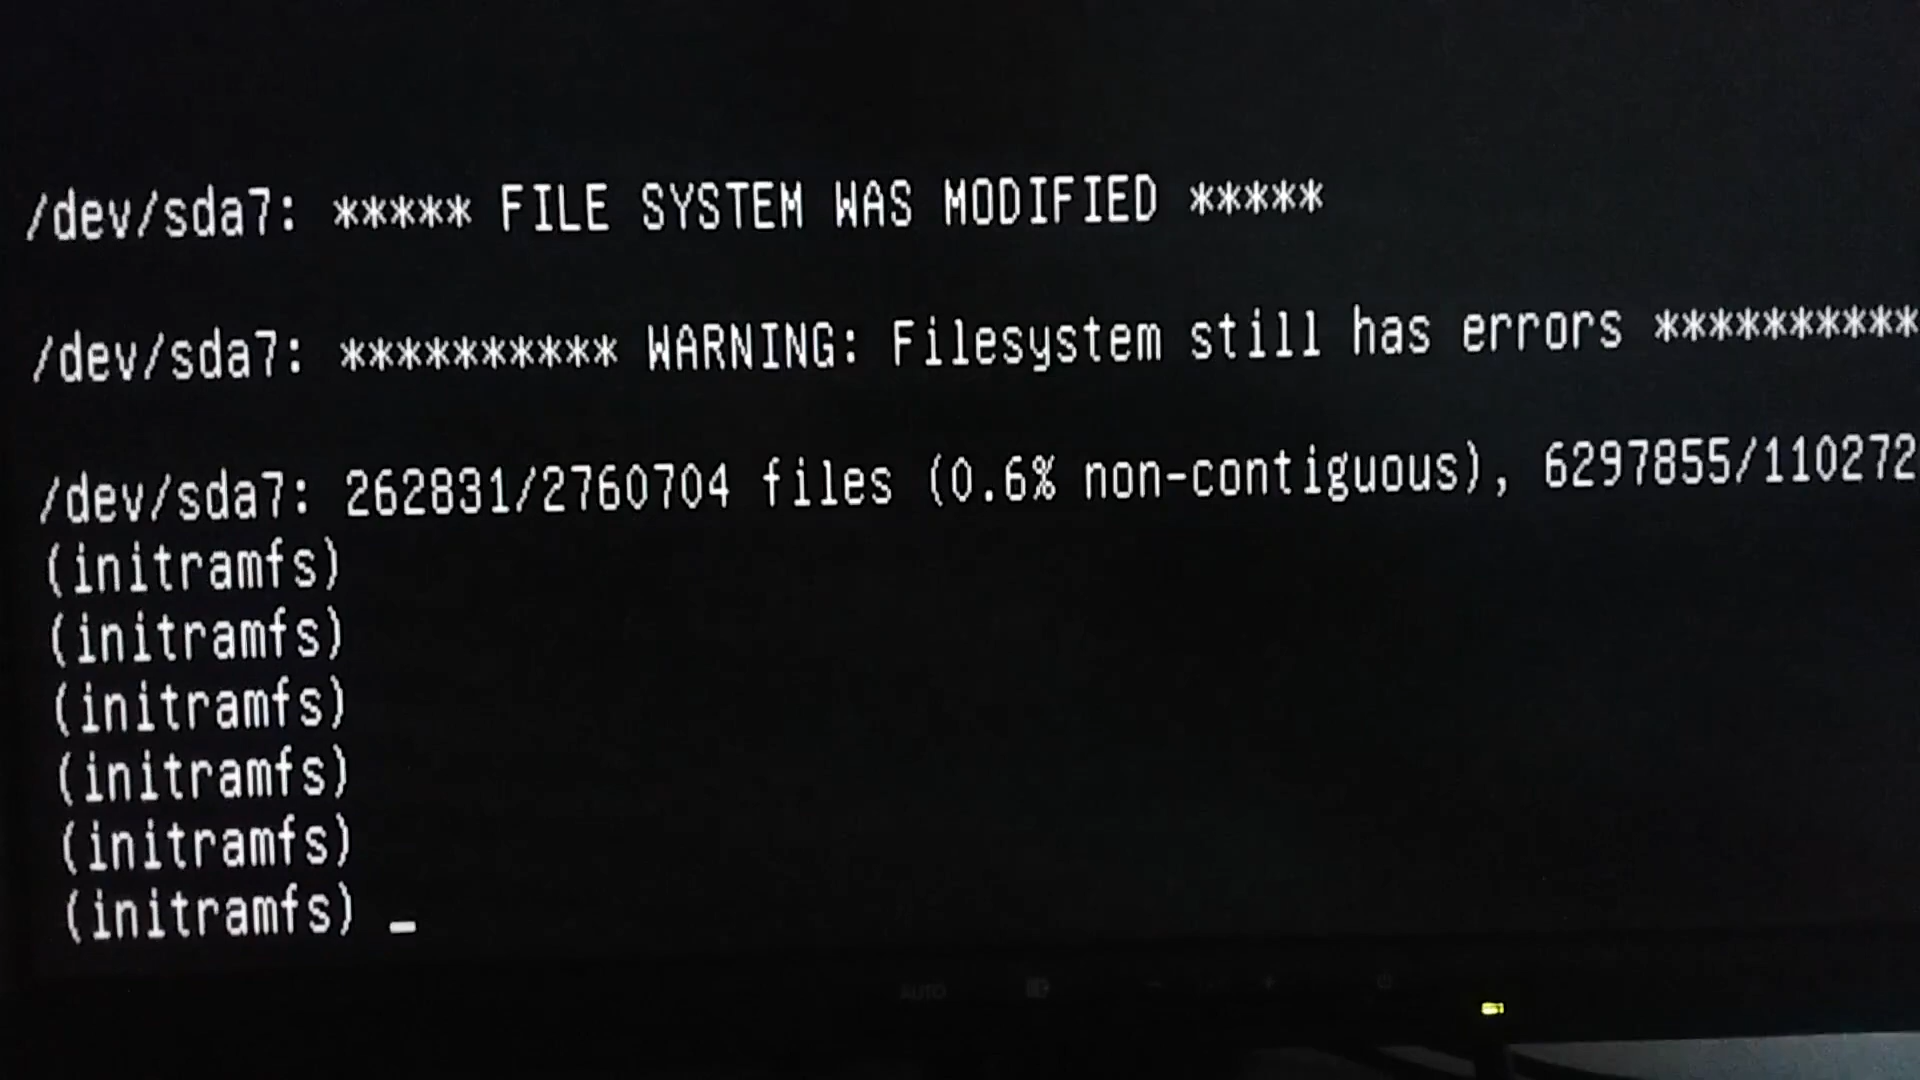 /dev/sda7: ***** FILE SYSTEM WAS MODIFIED *****
/dev/sda7: ********** WARNING: Filesystem still has errors **********
/dev/sda7: 262831/2760704 files (0.6% non-contiguous), 6297855/110272
(initramfs)
(initramfs)
(initramfs)
(initramfs)
(initramfs)
(initramfs) _
AUTO